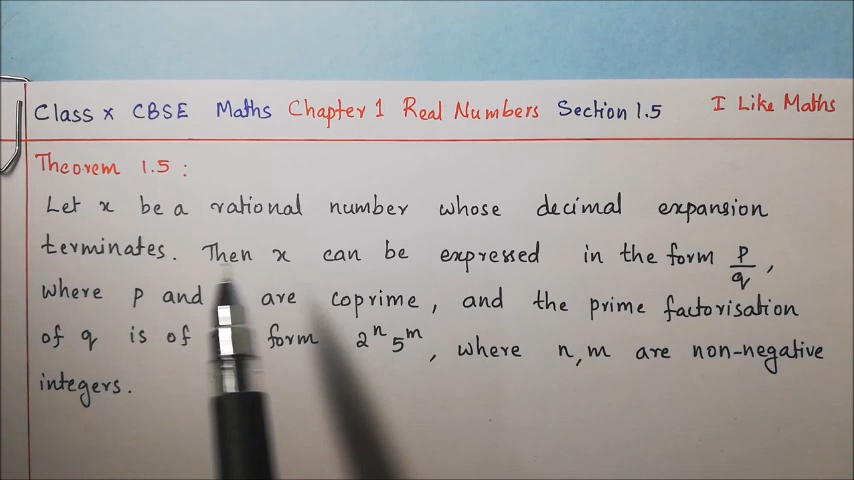 Class x CBSE Maths Chapter 1 Real Numbers Section 1.5 I Like Maths
Theorem 1.5 :
Let x be a rational number whose decimal expansion
terminates. Then x can be expressed in the form p/q ,
where p and are coprime, and the prime factorisation
of q is of form 2ⁿ 5ᵐ , where n,m are non-negative
integers.